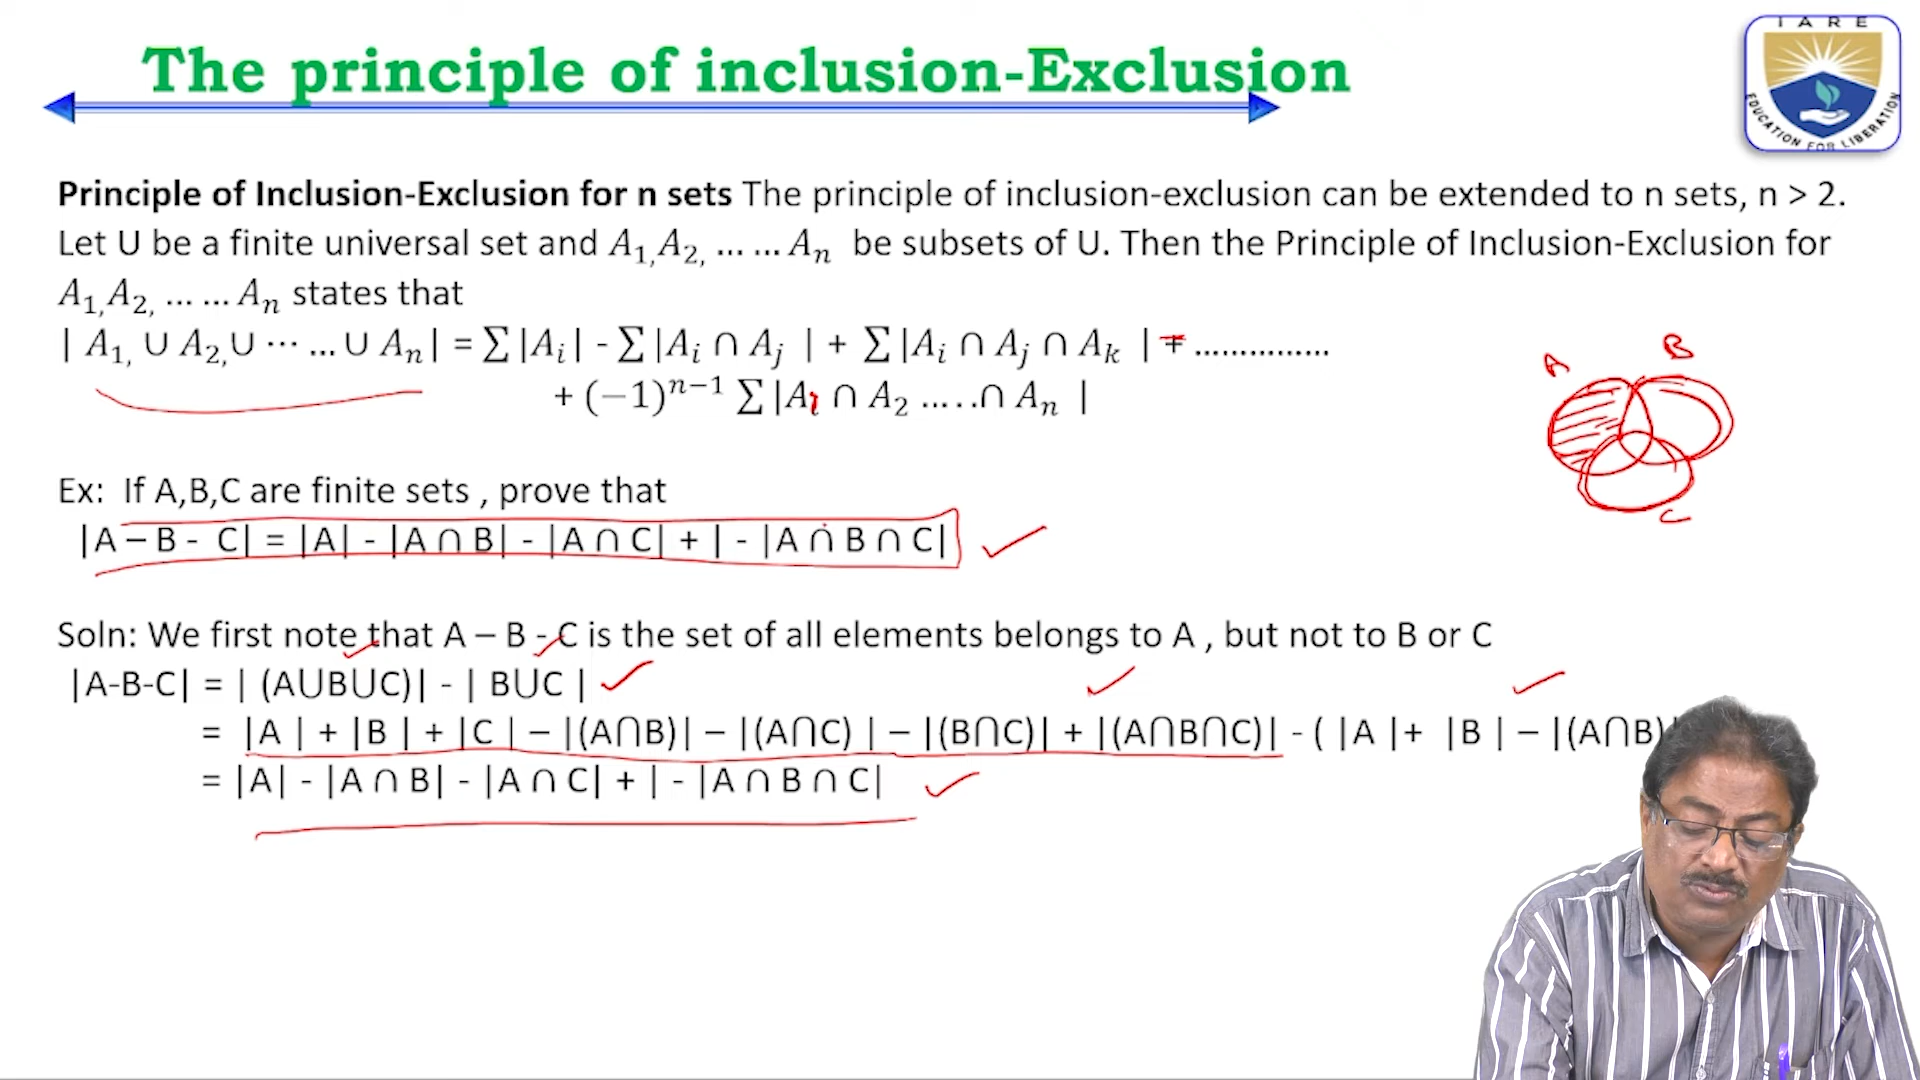 IARE
EDUCATION FOR LIBERATION
The principle of inclusion-Exclusion
Principle of Inclusion-Exclusion for n sets The principle of inclusion-exclusion can be extended to n sets, n > 2.
Let U be a finite universal set and A₁,A₂, … … Aₙ be subsets of U. Then the Principle of Inclusion-Exclusion for
A₁,A₂, … … Aₙ states that
| A₁, ∪ A₂,∪ ⋯ … ∪ Aₙ| = ∑|Aᵢ| - ∑|Aᵢ ∩ Aⱼ | + ∑|Aᵢ ∩ Aⱼ ∩ Aₖ | + ……………
+ (−1)ⁿ⁻¹ ∑|A₁ ∩ A₂ …..∩ Aₙ |
A
B
C
Ex: If A,B,C are finite sets , prove that
|A – B - C| = |A| - |A ∩ B| - |A ∩ C| + | - |A ∩ B ∩ C|
Soln: We first note that A – B - C is the set of all elements belongs to A , but not to B or C
|A-B-C| = | (A∪B∪C)| - | B∪C |
= |A | + |B | + |C | − |(A∩B)| − |(A∩C) | − |(B∩C)| + |(A∩B∩C)| - ( |A |+ |B | − |(A∩B)
= |A| - |A ∩ B| - |A ∩ C| + | - |A ∩ B ∩ C|